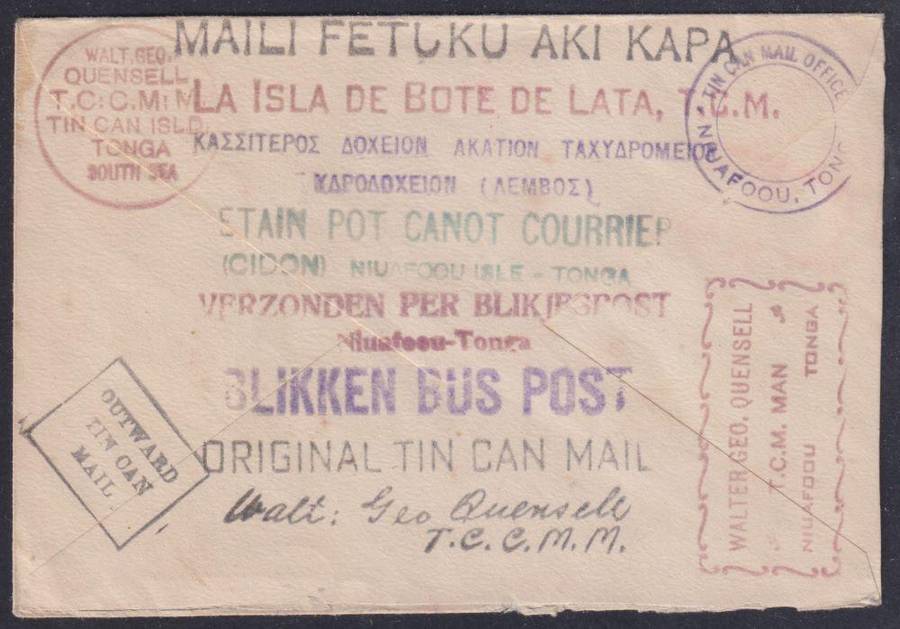 MAILI FETUKU AKI KAPA
WALT. GEO.
QUENSELL
T.C.C.M.M
TIN CAN ISLD
TONGA
SOUTH SEA
LA ISLA DE BOTE DE LATA, T.C.M.
TIN CAN MAIL OFFICE
NIUAFOOU, TONG
ΚΑΣΣΙΤΕΡΟΣ ΔΟΧΕΙΟΝ ΑΚΑΤΙΟΝ ΤΑΧΥΔΡΟΜΕΙΟΝ
ΥΔΡΟΔΟΧΕΙΟΝ (ΛΕΜΒΟΣ)
ETAIN POT CANOT COURRIER
(CIDON) NIUAFOOU ISLE - TONGA
VERZONDEN PER BLIKJESPOST
Niuafoou-Tonga
BLIKKEN BUS POST
ORIGINAL TIN CAN MAIL
Walt: Geo Quensell
T.C.C.M.M.
OUTWARD
TIN CAN
MAIL
WALTER GEO. QUENSELL
T.C.M. MAN
NIUAFOOU TONGA